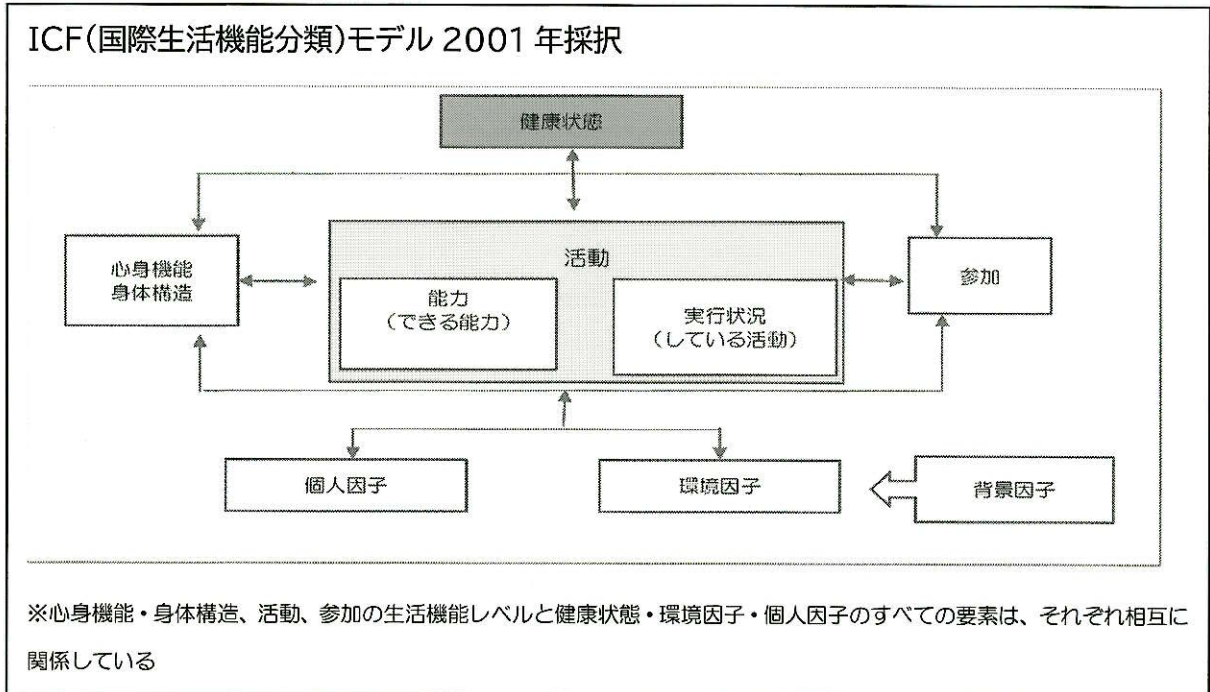 ICF(国際生活機能分類)モデル 2001 年採択
健康状態
心身機能
身体構造
活動
能力
(できる能力)
実行状況
(している活動)
参加
個人因子
環境因子
背景因子
※心身機能・身体構造、活動、参加の生活機能レベルと健康状態・環境因子・個人因子のすべての要素は、それぞれ相互に
関係している